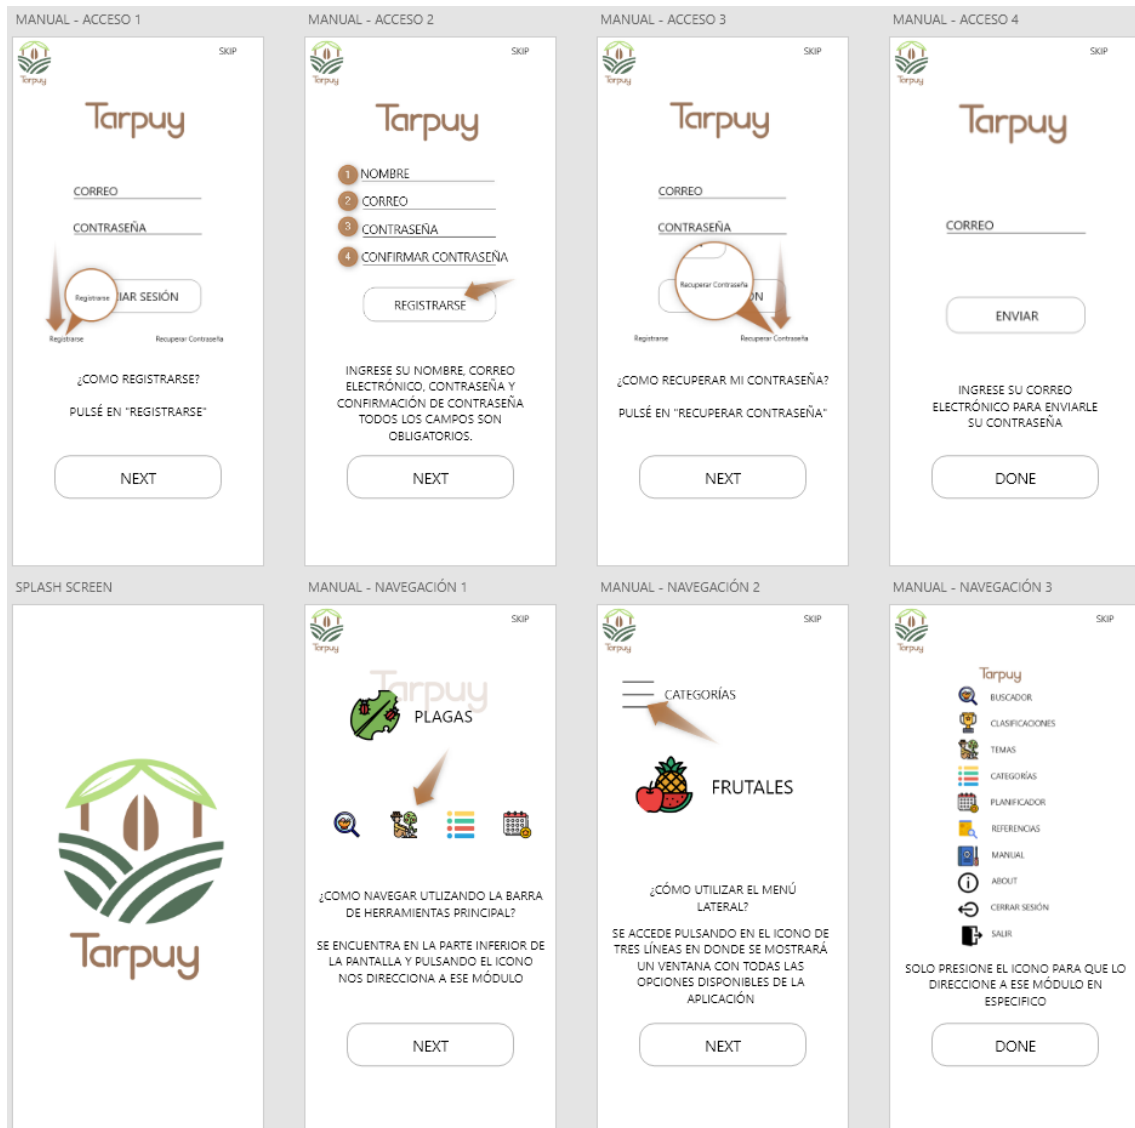 MANUAL - ACCESO 1
SKIP
Tarpuy
Tarpuy
CORREO
CONTRASEÑA
Registrarse
IAR SESIÓN
Registrarse
Recuperar Contraseña
¿COMO REGISTRARSE?
PULSÉ EN "REGISTRARSE"
NEXT
MANUAL - ACCESO 2
SKIP
Tarpuy
Tarpuy
1 NOMBRE
2 CORREO
3 CONTRASEÑA
4 CONFIRMAR CONTRASEÑA
REGISTRARSE
INGRESE SU NOMBRE, CORREO
ELECTRÓNICO, CONTRASEÑA Y
CONFIRMACIÓN DE CONTRASEÑA
TODOS LOS CAMPOS SON
OBLIGATORIOS.
NEXT
MANUAL - ACCESO 3
SKIP
Tarpuy
Tarpuy
CORREO
CONTRASEÑA
Recuperar Contraseña
ÓN
Registrarse
Recuperar Contraseña
¿COMO RECUPERAR MI CONTRASEÑA?
PULSÉ EN "RECUPERAR CONTRASEÑA"
NEXT
MANUAL - ACCESO 4
SKIP
Tarpuy
Tarpuy
CORREO
ENVIAR
INGRESE SU CORREO
ELECTRÓNICO PARA ENVIARLE
SU CONTRASEÑA
DONE
SPLASH SCREEN
Tarpuy
MANUAL - NAVEGACIÓN 1
SKIP
Tarpuy
Tarpuy
PLAGAS
¿COMO NAVEGAR UTLIZANDO LA BARRA
DE HERRAMIENTAS PRINCIPAL?
SE ENCUENTRA EN LA PARTE INFERIOR DE
LA PANTALLA Y PULSANDO EL ICONO
NOS DIRECCIONA A ESE MÓDULO
NEXT
MANUAL - NAVEGACIÓN 2
SKIP
Tarpuy
CATEGORÍAS
FRUTALES
¿CÓMO UTILIZAR EL MENÚ
LATERAL?
SE ACCEDE PULSANDO EN EL ICONO DE
TRES LÍNEAS EN DONDE SE MOSTRARÁ
UN VENTANA CON TODAS LAS
OPCIONES DISPONIBLES DE LA
APLICACIÓN
NEXT
MANUAL - NAVEGACIÓN 3
SKIP
Tarpuy
Tarpuy
BUSCADOR
CLASIFICACIONES
TEMAS
CATEGORÍAS
PLANIFICADOR
REFERENCIAS
MANUAL
ABOUT
CERRAR SESIÓN
SALIR
SOLO PRESIONE EL ICONO PARA QUE LO
DIRECCIONE A ESE MÓDULO EN
ESPECIFICO
DONE